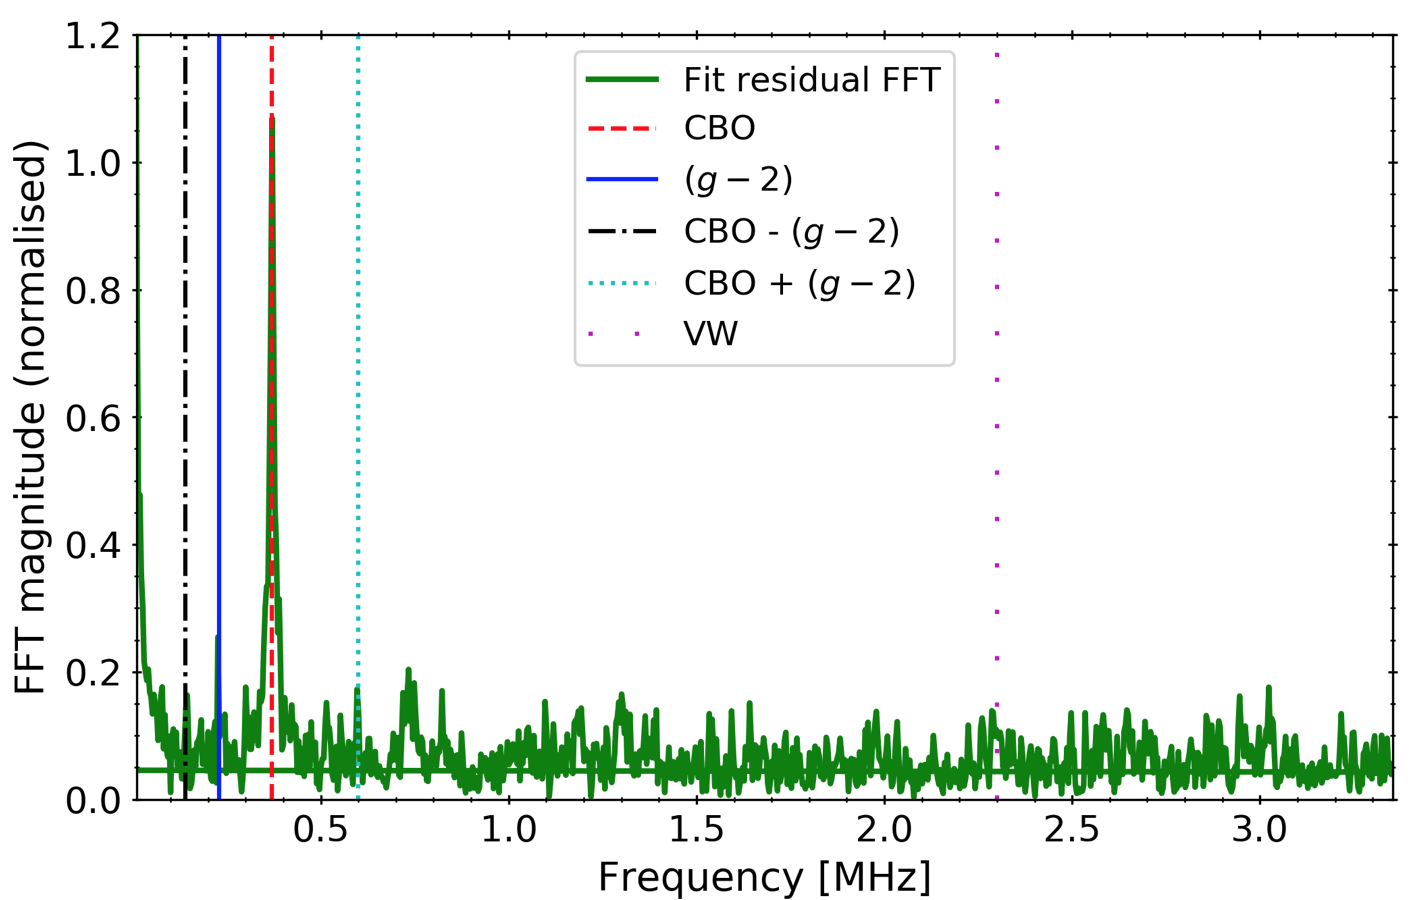 1.2
1.0
0.8
0.6
0.4
0.2
0.0
FFT magnitude (normalised)
Fit residual FFT
CBO
(g − 2)
CBO - (g − 2)
CBO + (g − 2)
VW
0.5 1.0 1.5 2.0 2.5 3.0
Frequency [MHz]